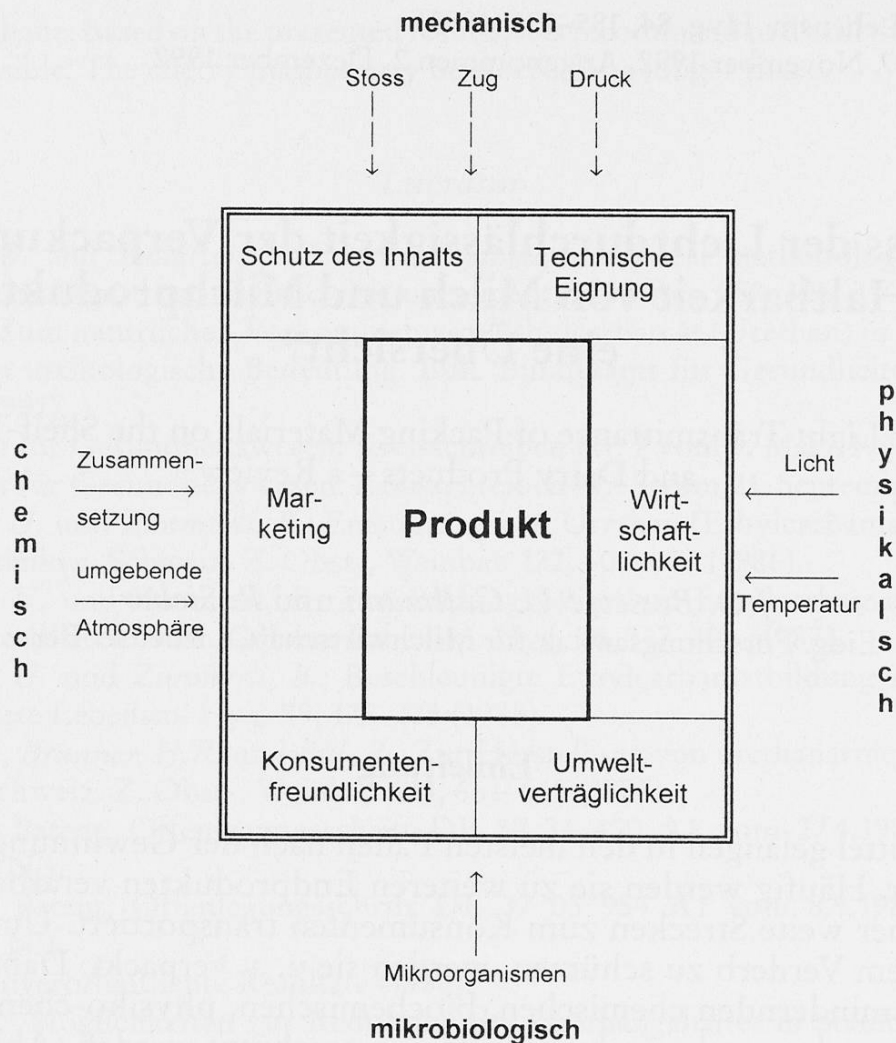 mechanisch
Stoss Zug Druck
Schutz des Inhalts
Technische
Eignung
chemisch
Zusammen-
setzung
umgebende
Atmosphäre
Mar-
keting
Produkt
Wirt-
schaft-
lichkeit
Licht
Temperatur
physikalsch
Konsumenten-
freundlichkeit
Umwelt-
verträglichkeit
Mikroorganismen
mikrobiologisch